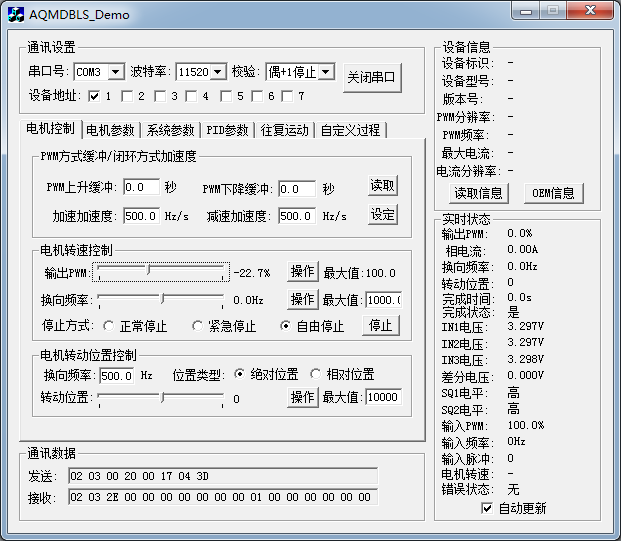 AQMDBLS_Demo
通讯设置
串口号: COM3 波特率: 11520 校验: 偶+1停止 关闭串口
设备地址: 1 2 3 4 5 6 7
电机控制 电机参数 系统参数 PID参数 往复运动 自定义过程
PWM方式缓冲/闭环方式加速度
PWM上升缓冲: 0.0 秒 PWM下降缓冲: 0.0 秒 读取
加速加速度: 500.0 Hz/s 减速加速度: 500.0 Hz/s 设定
电机转速控制
输出PWM: -22.7% 操作 最大值: 100.0
换向频率: 0.0Hz 操作 最大值: 1000.0
停止方式: 正常停止 紧急停止 自由停止 停止
电机转动位置控制
换向频率: 500.0 Hz 位置类型: 绝对位置 相对位置
转动位置: 0 操作 最大值: 10000
通讯数据
发送: 02 03 00 20 00 17 04 3D
接收: 02 03 2E 00 00 00 00 00 00 00 01 00 00 00 00 00 00
设备信息
设备标识: -
设备型号: -
版本号: -
PWM分辨率: -
PWM频率: -
最大电流: -
电流分辨率: -
读取信息 OEM信息
实时状态
输出PWM: 0.0%
相电流: 0.00A
换向频率: 0.0Hz
转动位置: 0
完成时间: 0.0s
完成状态: 是
IN1电压: 3.297V
IN2电压: 3.297V
IN3电压: 3.298V
差分电压: 0.000V
SQ1电平: 高
SQ2电平: 高
输入PWM: 100.0%
输入频率: 0Hz
输入脉冲: 0
电机转速: -
错误状态: 无
自动更新